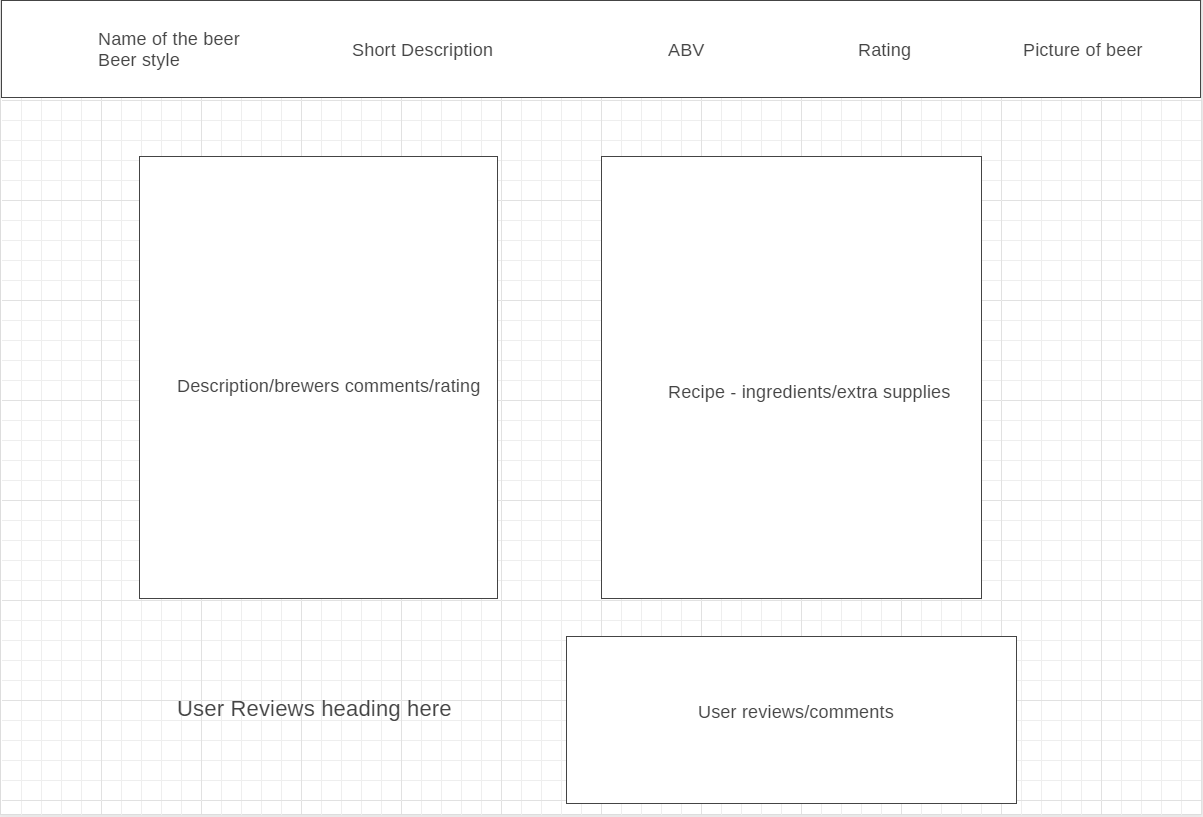 Name of the beer
Beer style
Short Description
ABV
Rating
Picture of beer
Description/brewers comments/rating
Recipe - ingredients/extra supplies
User Reviews heading here
User reviews/comments